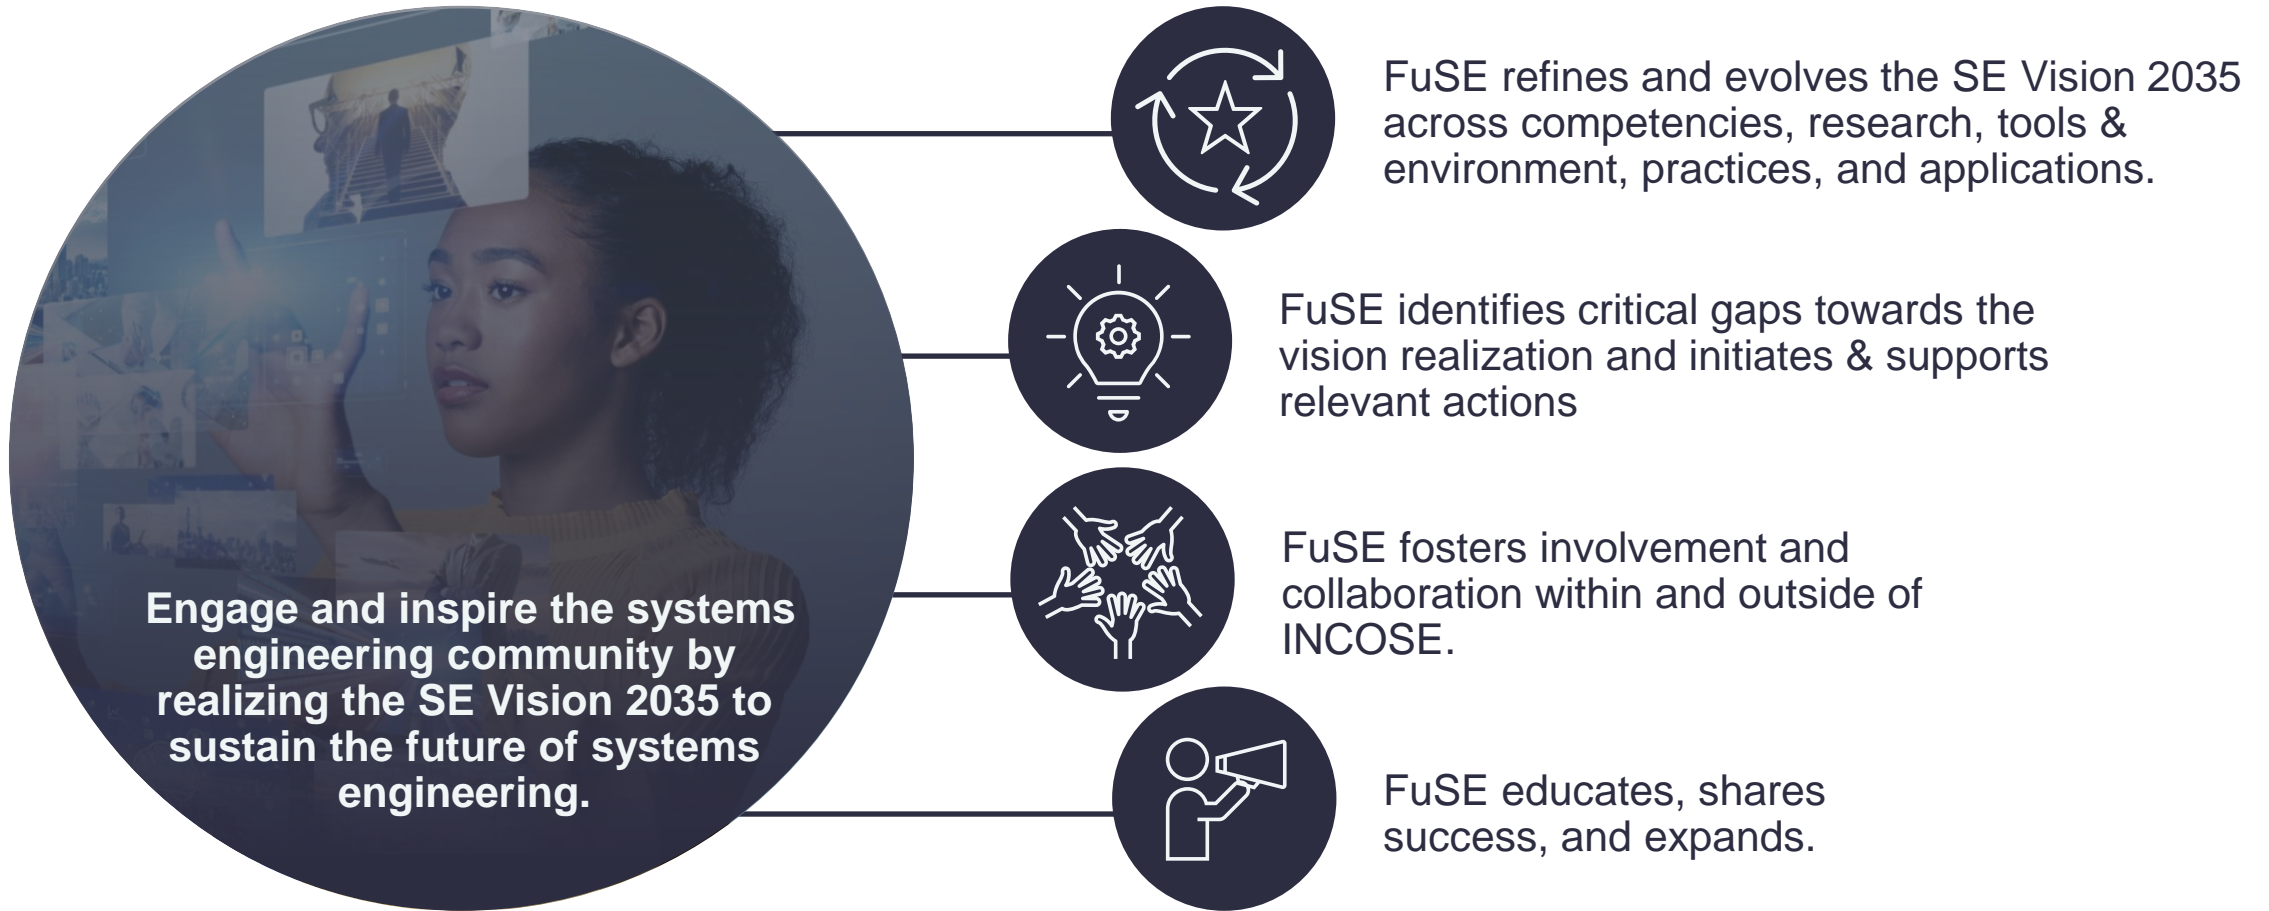 Engage and inspire the systems
engineering community by
realizing the SE Vision 2035 to
sustain the future of systems
engineering.
FuSE refines and evolves the SE Vision 2035
across competencies, research, tools &
environment, practices, and applications.
FuSE identifies critical gaps towards the
vision realization and initiates & supports
relevant actions
FuSE fosters involvement and
collaboration within and outside of
INCOSE.
FuSE educates, shares
success, and expands.